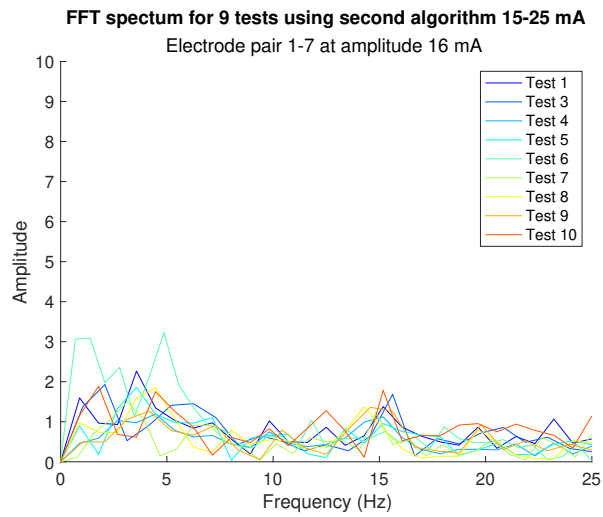 FFT spectum for 9 tests using second algorithm 15-25 mA
Electrode pair 1-7 at amplitude 16 mA
10
9
8
7
6
5
4
3
2
1
0
Amplitude
Test 1
Test 3
Test 4
Test 5
Test 6
Test 7
Test 8
Test 9
Test 10
0 5 10 15 20 25
Frequency (Hz)